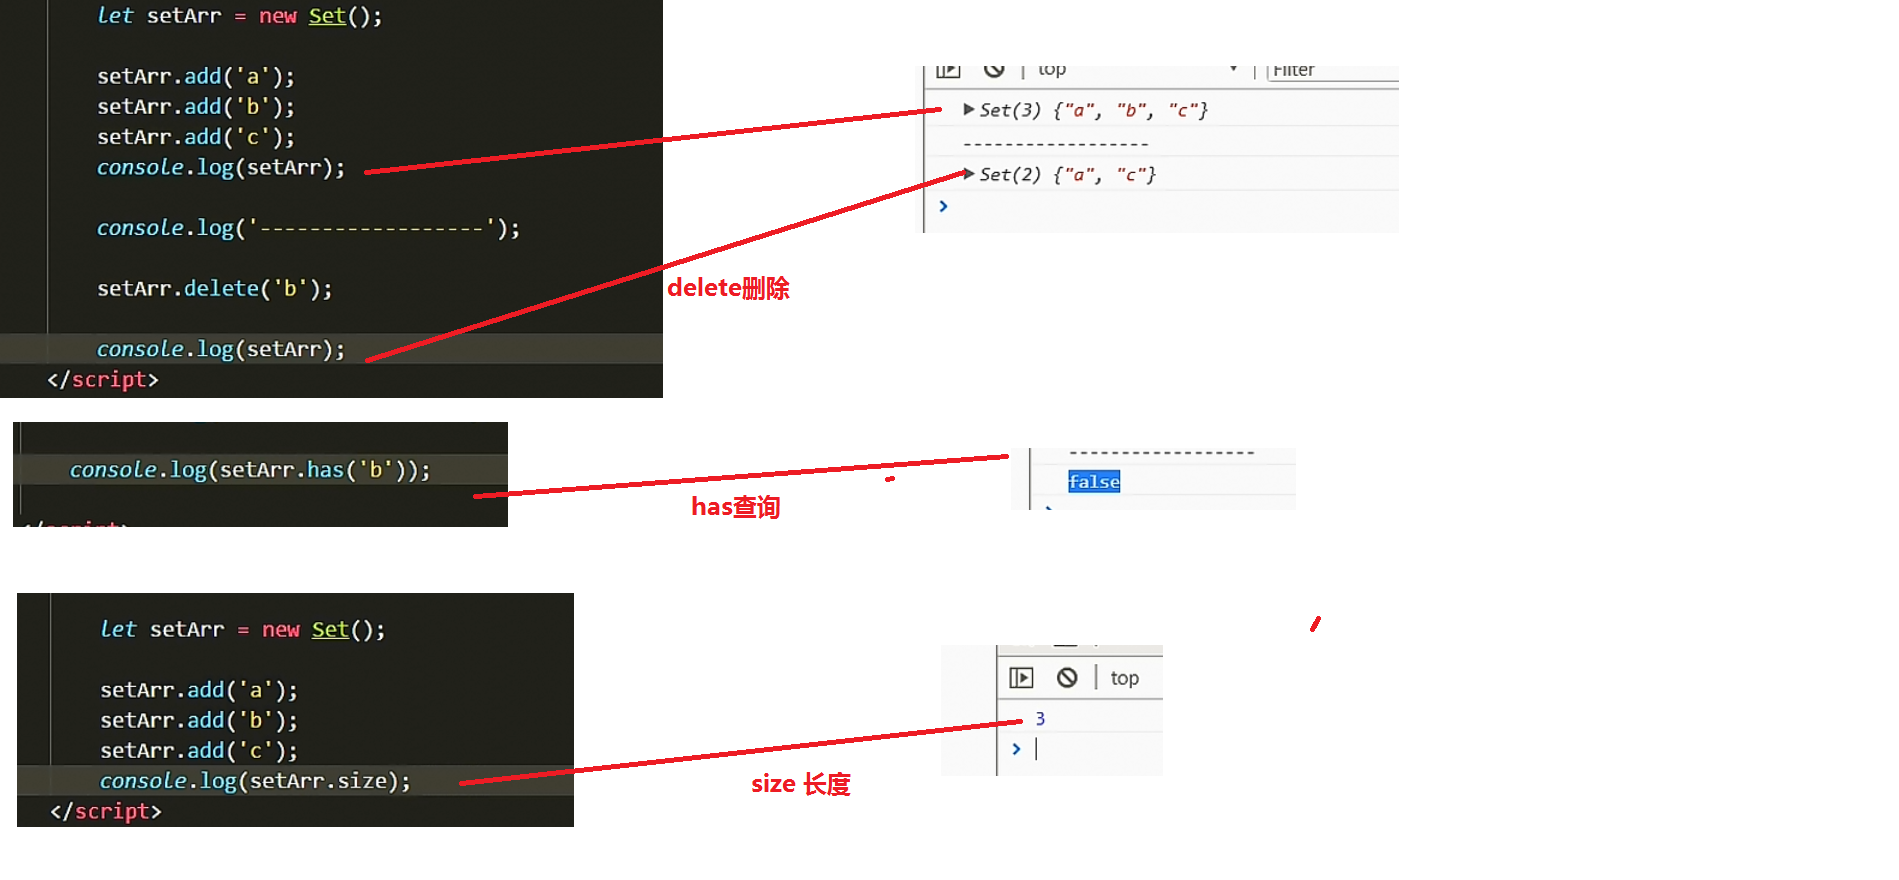 let setArr = new Set();
setArr.add('a');
setArr.add('b');
setArr.add('c');
console.log(setArr);
console.log('------------------');
setArr.delete('b');
console.log(setArr);
</script>
top
Filter
Set(3) {"a", "b", "c"}
------------------
Set(2) {"a", "c"}
delete删除
console.log(setArr.has('b'));
</script>
has查询
------------------
false
let setArr = new Set();
setArr.add('a');
setArr.add('b');
setArr.add('c');
console.log(setArr.size);
</script>
top
3
size 长度